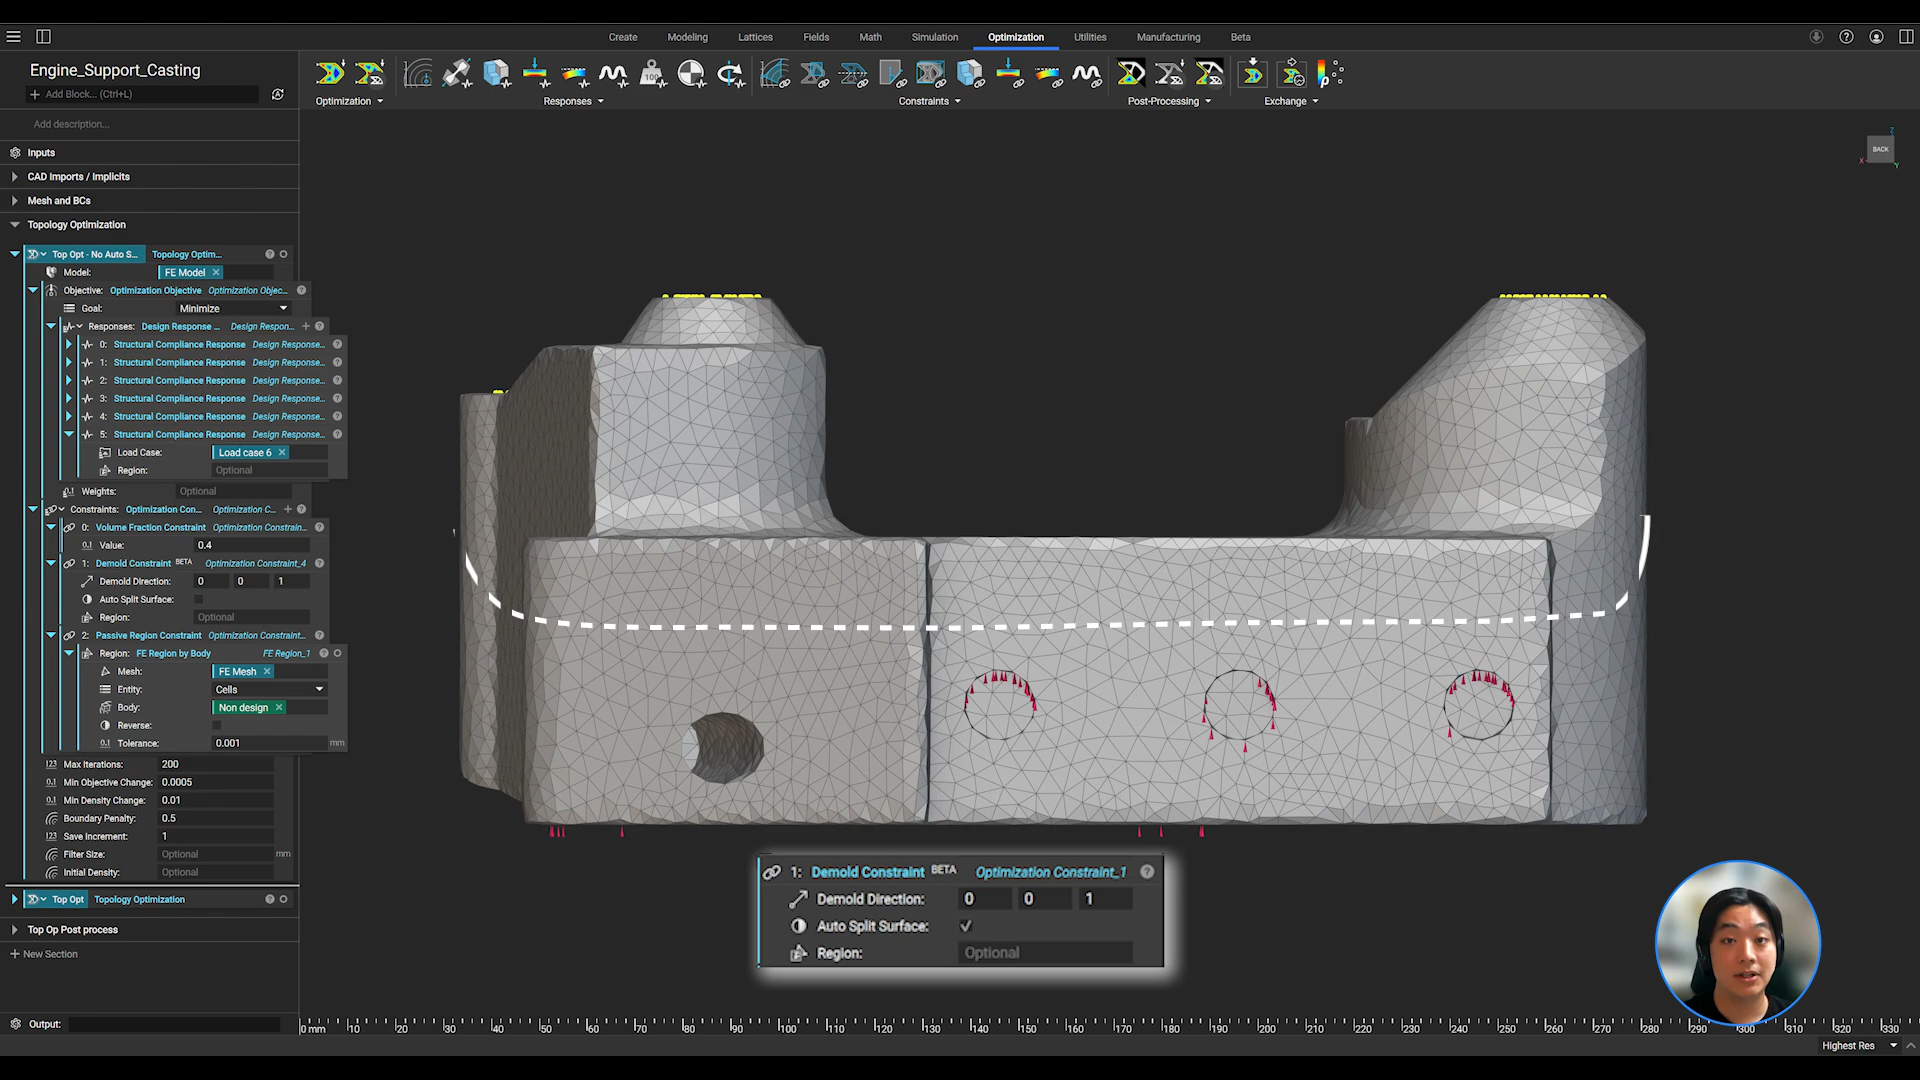 Create
Modeling
Lattices
Fields
Math
Simulation
Optimization
Utilities
Manufacturing
Beta
Engine_Support_Casting
Add Block... (Ctrl+L)
Add description...
Optimization
Responses
Constraints
Post-Processing
Exchange
100
Inputs
CAD Imports / Implicits
Mesh and BCs
Topology Optimization
Top Opt - No Auto S... Topology Optim...
Model: FE Model
Objective: Optimization Objective Optimization Objec...
Goal: Minimize
Responses: Design Response ... Design Respon...
0: Structural Compliance Response Design Response...
1: Structural Compliance Response Design Response...
2: Structural Compliance Response Design Response...
3: Structural Compliance Response Design Response...
4: Structural Compliance Response Design Response...
5: Structural Compliance Response Design Response...
Load Case: Load case 6
Region: Optional
Weights: Optional
Constraints: Optimization Con... Optimization C...
0: Volume Fraction Constraint Optimization Constrain...
Value: 0.4
1: Demold Constraint BETA Optimization Constraint_4
Demold Direction: 0 0 1
Auto Split Surface:
Region: Optional
2: Passive Region Constraint Optimization Constraint...
Region: FE Region by Body FE Region_1
Mesh: FE Mesh
Entity: Cells
Body: Non design
Reverse:
Tolerance: 0.001 mm
Max Iterations: 200
Min Objective Change: 0.0005
Min Density Change: 0.01
Boundary Penalty: 0.5
Save Increment: 1
Filter Size: Optional mm
Initial Density: Optional
Top Opt Topology Optimization
Top Op Post process
New Section
Output:
Z
BACK
X
Y
1: Demold Constraint BETA Optimization Constraint_1
Demold Direction: 0 0 1
Auto Split Surface:
Region: Optional
0 mm 10 20 30 40 50 60 70 80 90 100 110 120 130 140 150 160 170 180 190 200 210 220 230 240 250 260 270 280 290 300 310 320 330
Highest Res